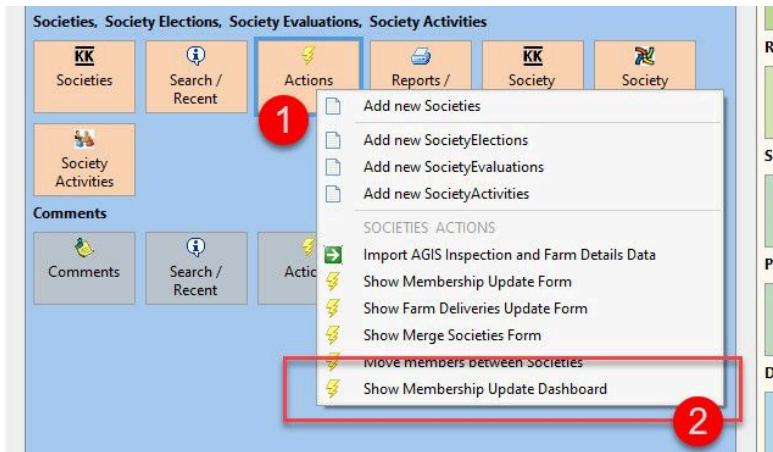 Societies, Society Elections, Society Evaluations, Society Activities
KK
Societies
Search /
Recent
Actions
Reports /
KK
Society
Society
1
Add new Societies
Add new SocietyElections
Add new SocietyEvaluations
Add new SocietyActivities
SOCIETIES ACTIONS
Import AGIS Inspection and Farm Details Data
Show Membership Update Form
Show Farm Deliveries Update Form
Show Merge Societies Form
Move members between Societies
Show Membership Update Dashboard
2
Society
Activities
Comments
Comments
Search /
Recent
Actio
R
S
P
D